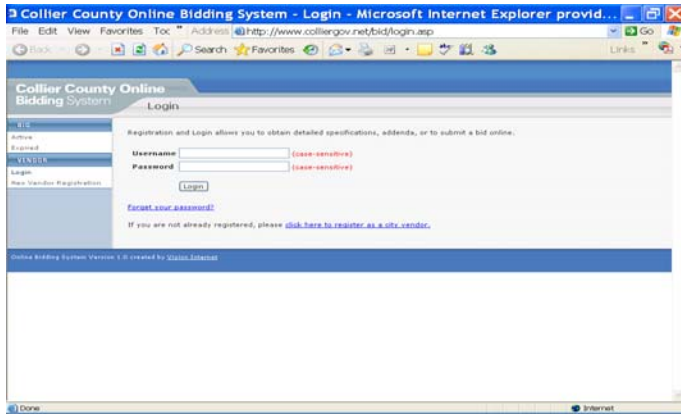 Collier County Online Bidding System - Login - Microsoft Internet Explorer provid...
File Edit View Favorites Toc " Address http://www.colliergov.net/bid/login.asp Go
Back Search Favorites Links "
Collier County Online
Bidding System
Login
BID
Active
Expired
VENDOR
Login
New Vendor Registration
Registration and Login allows you to obtain detailed specifications, addenda, or to submit a bid online.
Username (case-sensitive)
Password (case-sensitive)
Login
Forget your password?
If you are not already registered, please click here to register as a city vendor.
Online Bidding System Version 1.0 created by Vision Internet
Done Internet